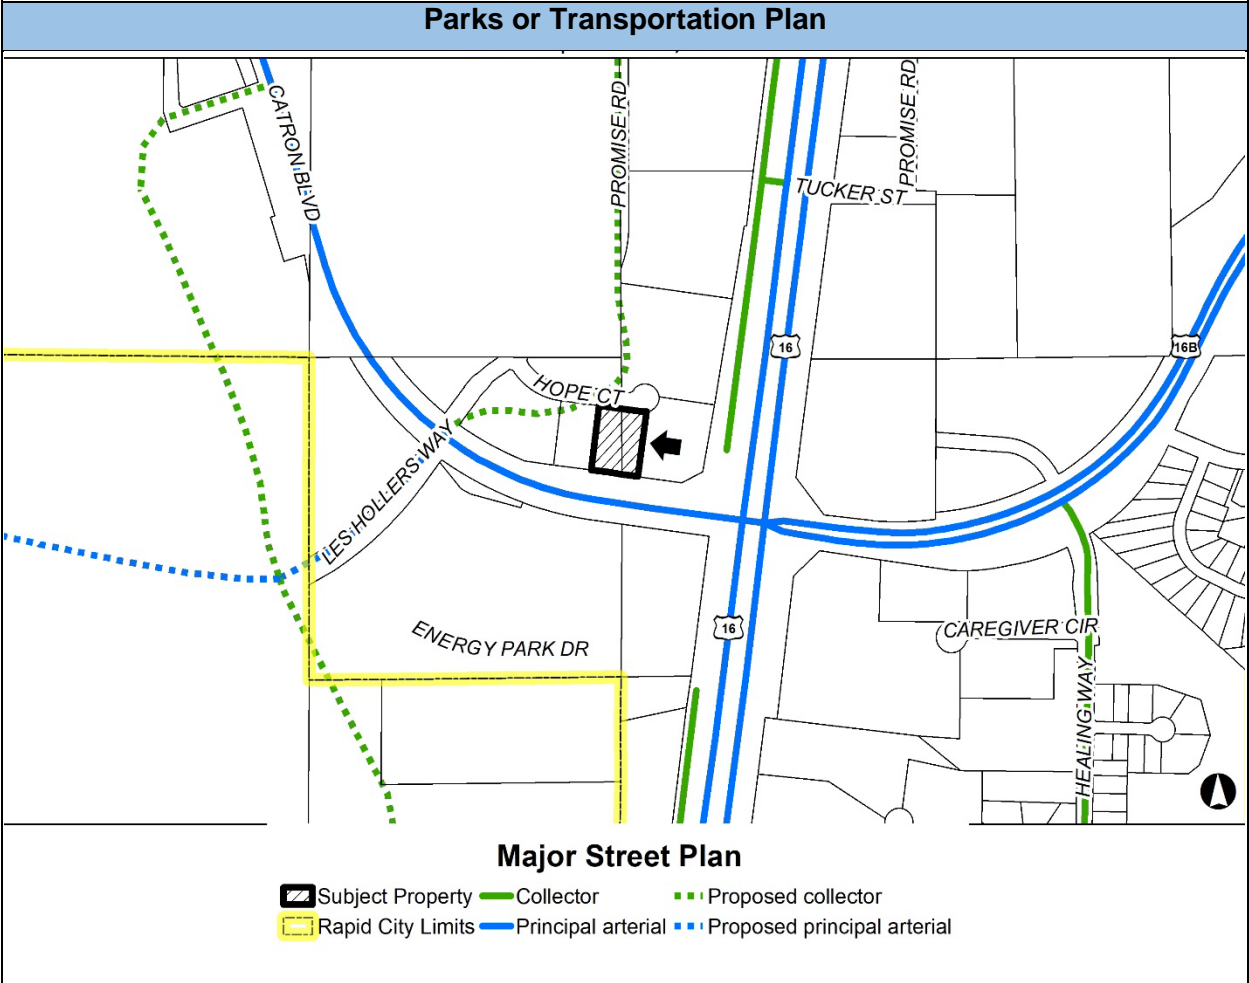 Parks or Transportation Plan
CATRON BLVD
PROMISE RD
PROMISE RD
TUCKER ST
16
16B
HOPE CT
LES HOLLERS WAY
16
ENERGY PARK DR
CAREGIVER CIR
HEALING WAY
Major Street Plan
Subject Property Collector Proposed collector
Rapid City Limits Principal arterial Proposed principal arterial